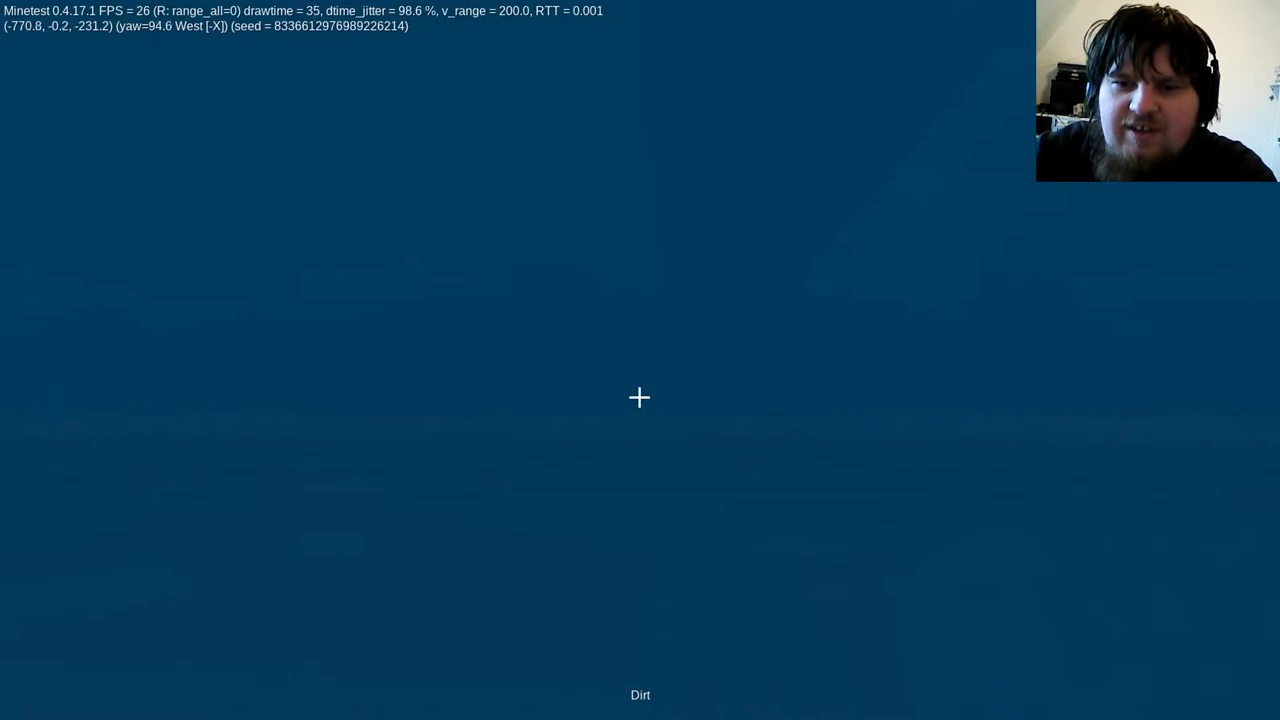 Minetest 0.4.17.1 FPS = 26 (R: range_all=0) drawtime = 35, dtime_jitter = 98.6 %, v_range = 200.0, RTT = 0.001
(-770.8, -0.2, -231.2) (yaw=94.6 West [-X]) (seed = 8336612976989226214)
Dirt